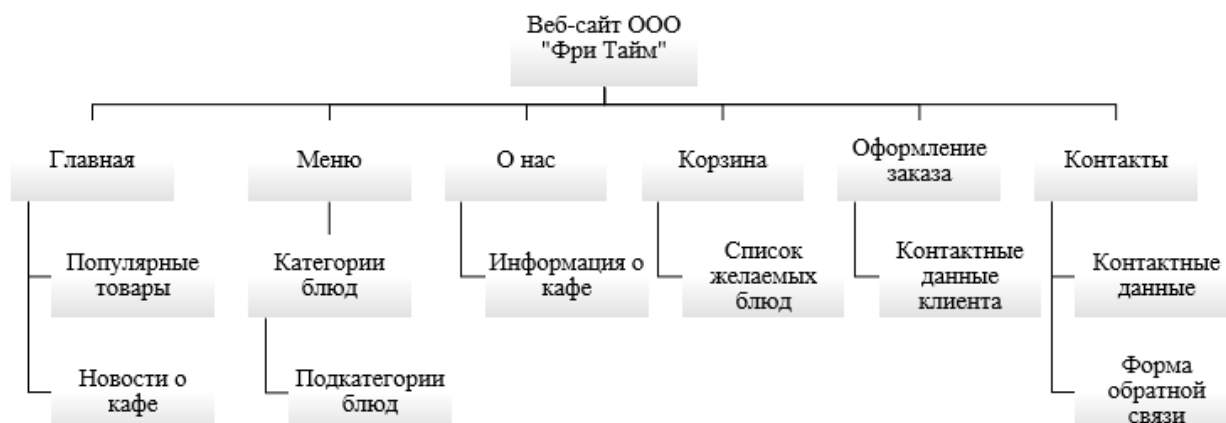 Веб-сайт ООО
"Фри Тайм"
Главная
Меню
О нас
Корзина
Оформление
заказа
Контакты
Популярные
товары
Категории
блюд
Информация о
кафе
Список
желаемых
блюд
Контактные
данные
клиента
Контактные
данные
Новости о
кафе
Подкатегории
блюд
Форма
обратной
связи